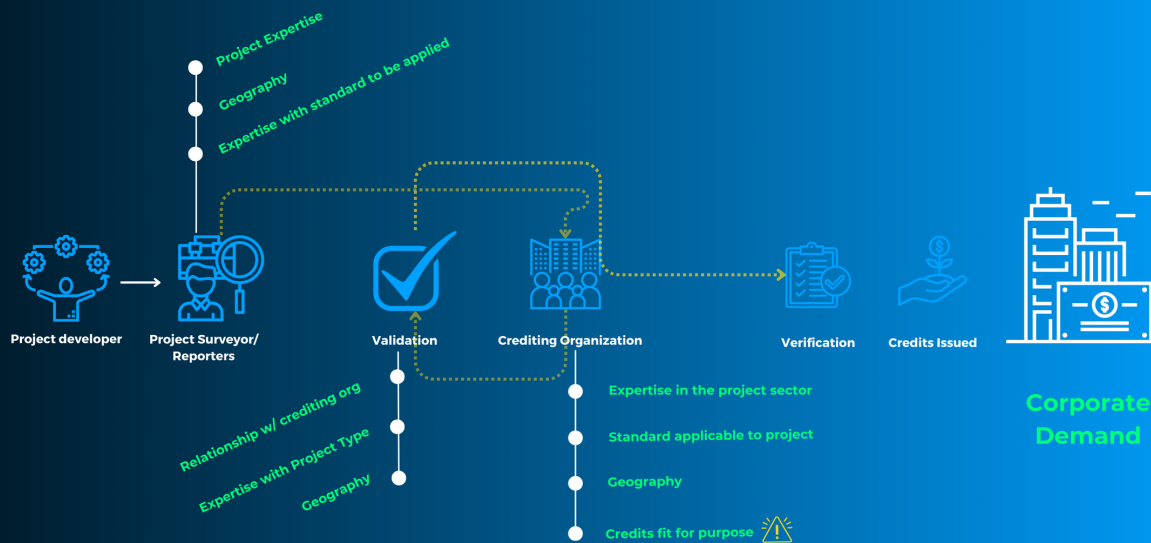 Project Expertise
Geography
Expertise with standard to be applied
Project developer
Project Surveyor/
Reporters
Validation
Crediting Organization
Verification
Credits Issued
Relationship w/ crediting org
Expertise with Project Type
Geography
Expertise in the project sector
Standard applicable to project
Geography
Credits fit for purpose
Corporate
Demand